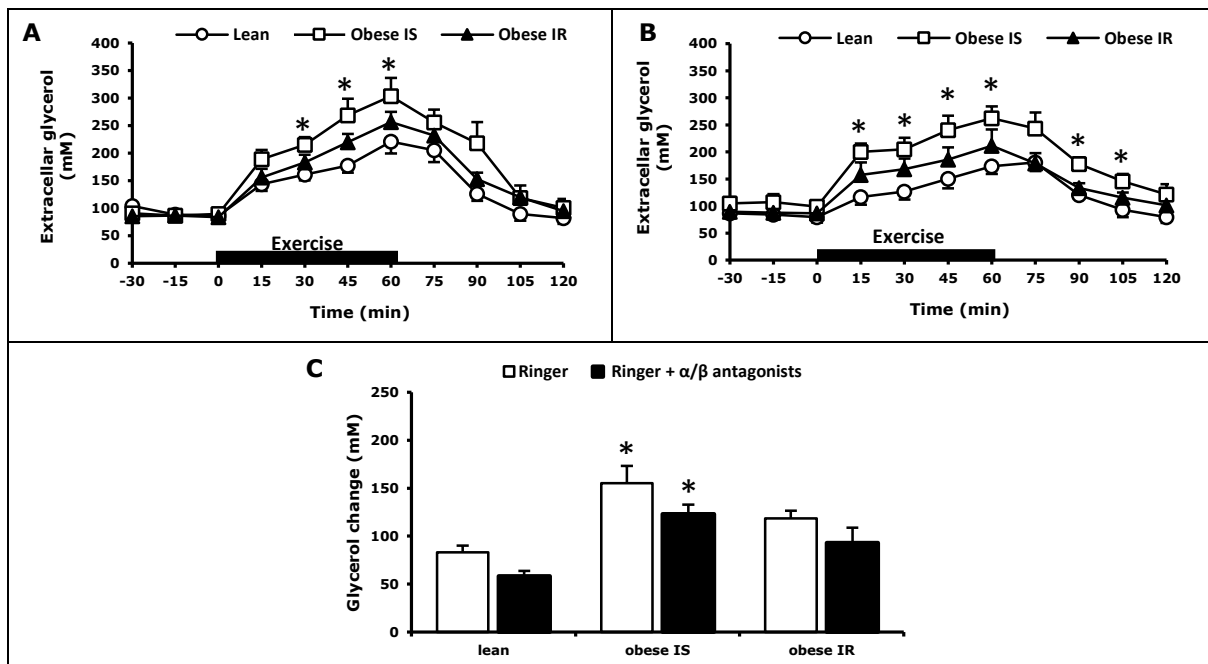 A
Lean Obese IS Obese IR
Extracellar glycerol
(mM)
400
350
300
250
200
150
100
50
0
* * *
Exercise
-30 -15 0 15 30 45 60 75 90 105 120
Time (min)
B
Lean Obese IS Obese IR
Extracellar glycerol
(mM)
400
350
300
250
200
150
100
50
0
* * * * * *
Exercise
-30 -15 0 15 30 45 60 75 90 105 120
Time (min)
C
Ringer Ringer + α/β antagonists
Glycerol change (mM)
250
200
150
100
50
0
* *
lean obese IS obese IR